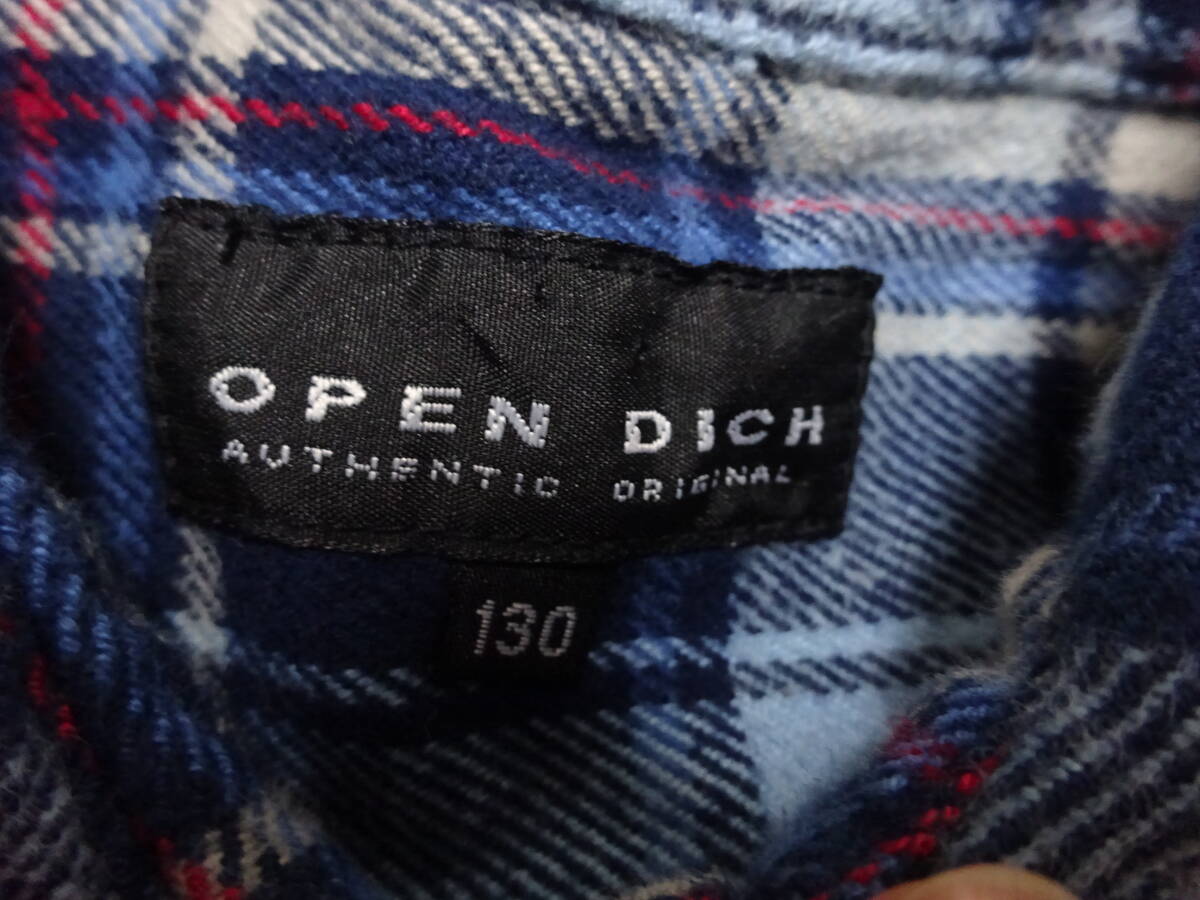 OPEN DICH
AUTHENTIC ORIGINAL
130